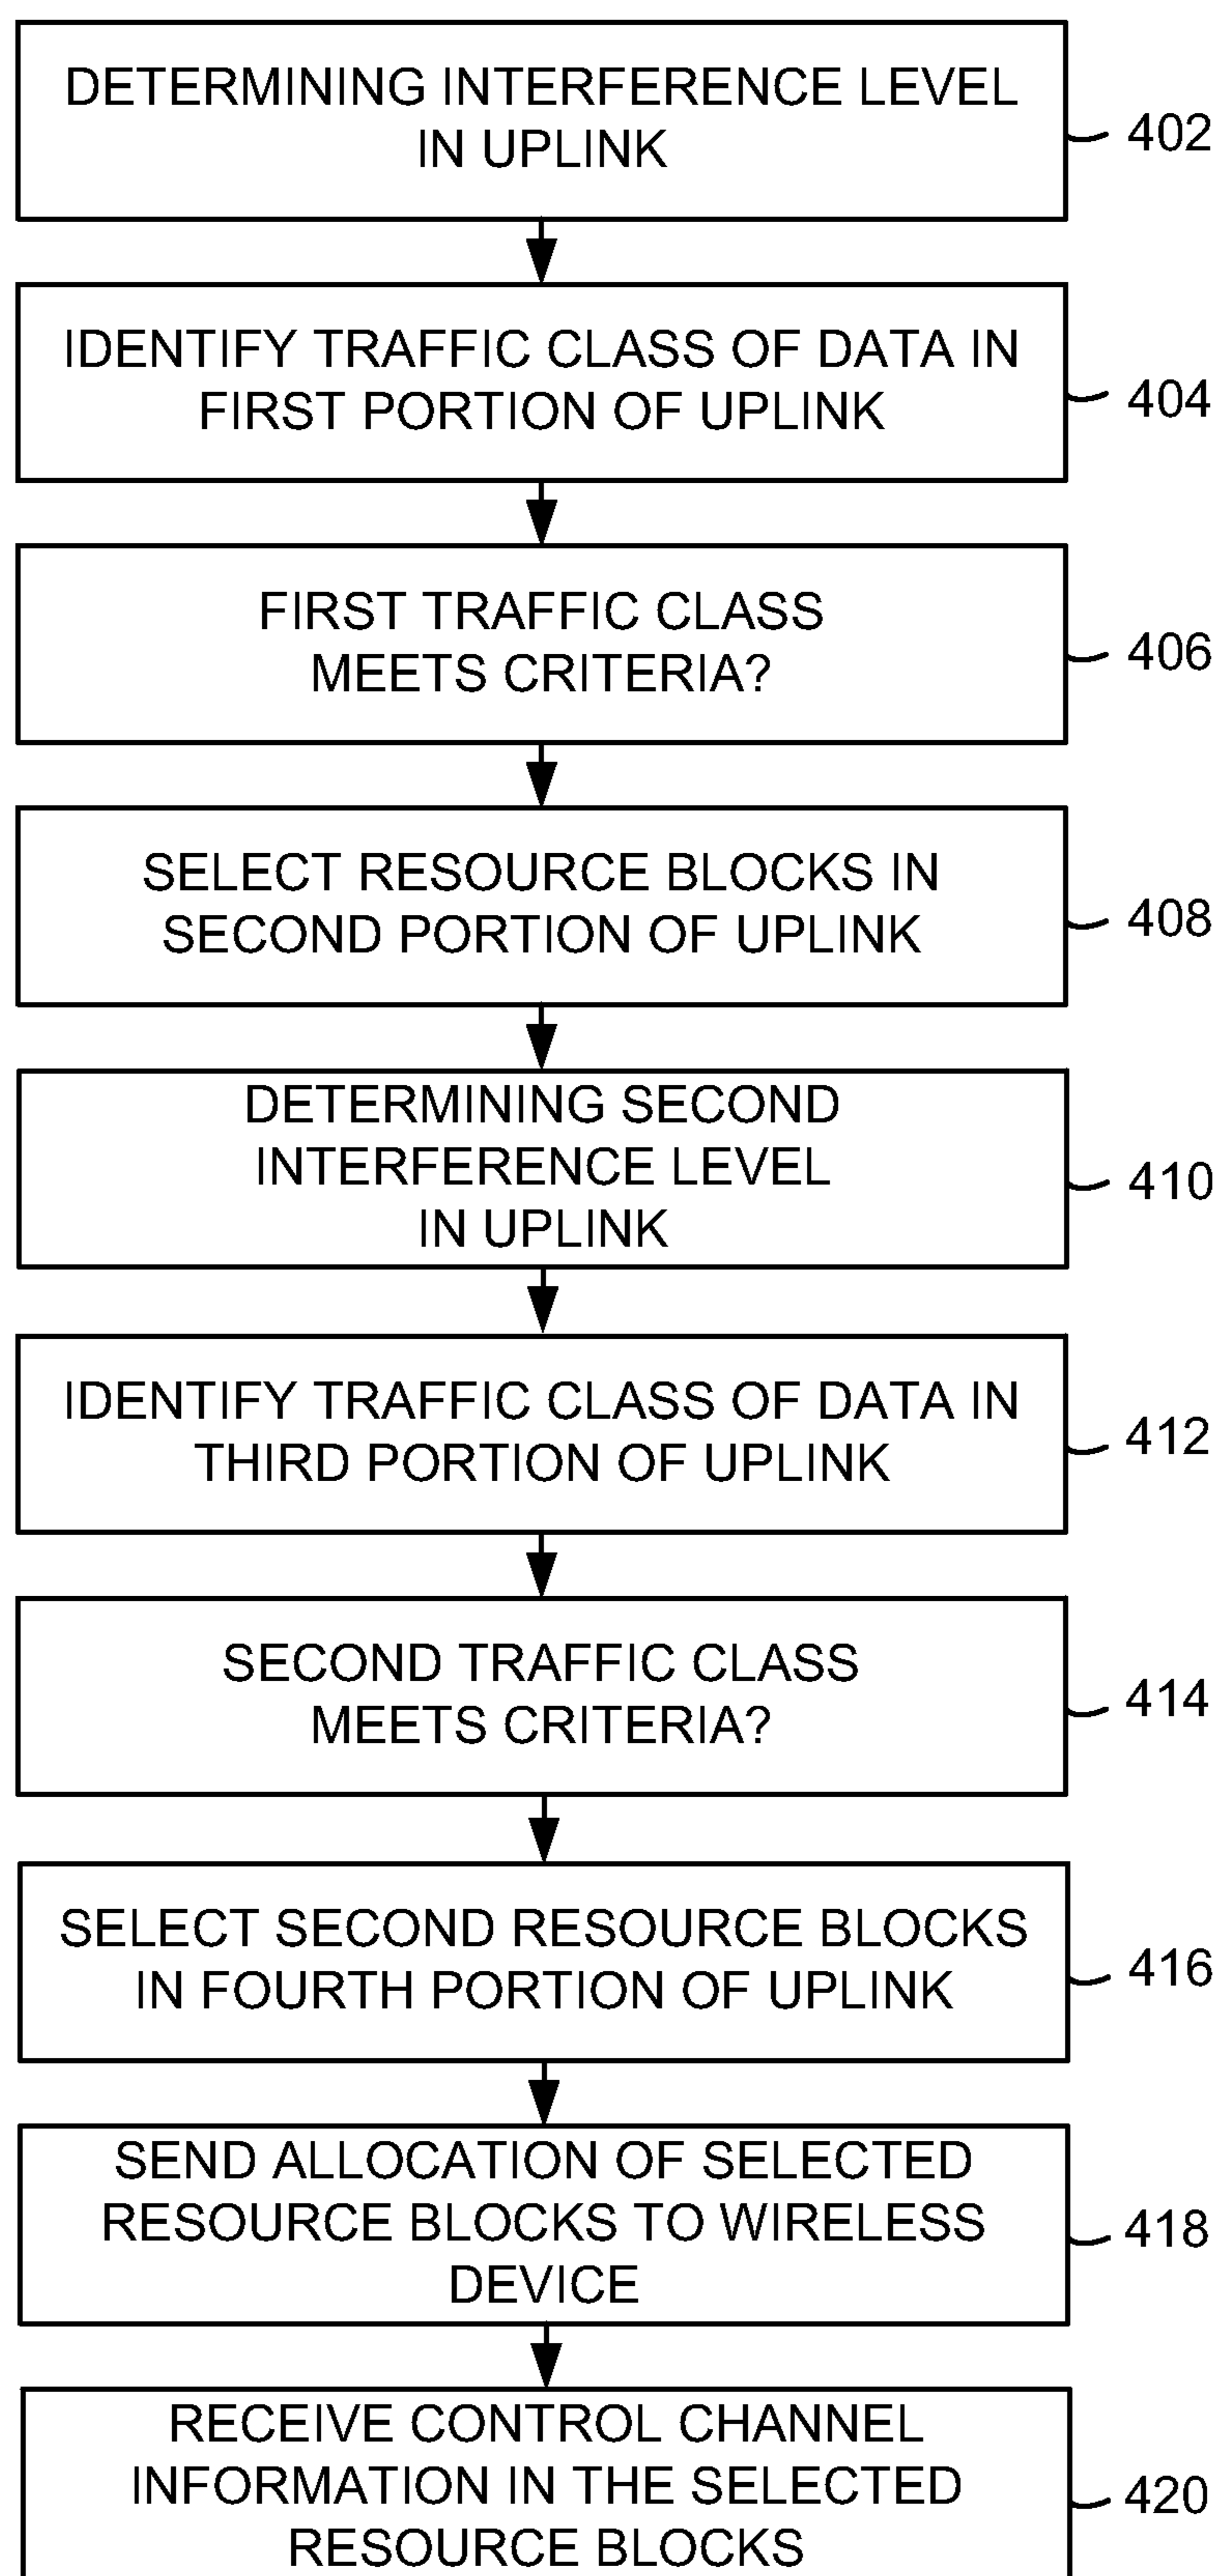 DETERMINING INTERFERENCE LEVEL
IN UPLINK
402
IDENTIFY TRAFFIC CLASS OF DATA IN
FIRST PORTION OF UPLINK
404
FIRST TRAFFIC CLASS
MEETS CRITERIA?
406
SELECT RESOURCE BLOCKS IN
SECOND PORTION OF UPLINK
408
DETERMINING SECOND
INTERFERENCE LEVEL
IN UPLINK
410
IDENTIFY TRAFFIC CLASS OF DATA IN
THIRD PORTION OF UPLINK
412
SECOND TRAFFIC CLASS
MEETS CRITERIA?
414
SELECT SECOND RESOURCE BLOCKS
IN FOURTH PORTION OF UPLINK
416
SEND ALLOCATION OF SELECTED
RESOURCE BLOCKS TO WIRELESS
DEVICE
418
RECEIVE CONTROL CHANNEL
INFORMATION IN THE SELECTED
RESOURCE BLOCKS
420